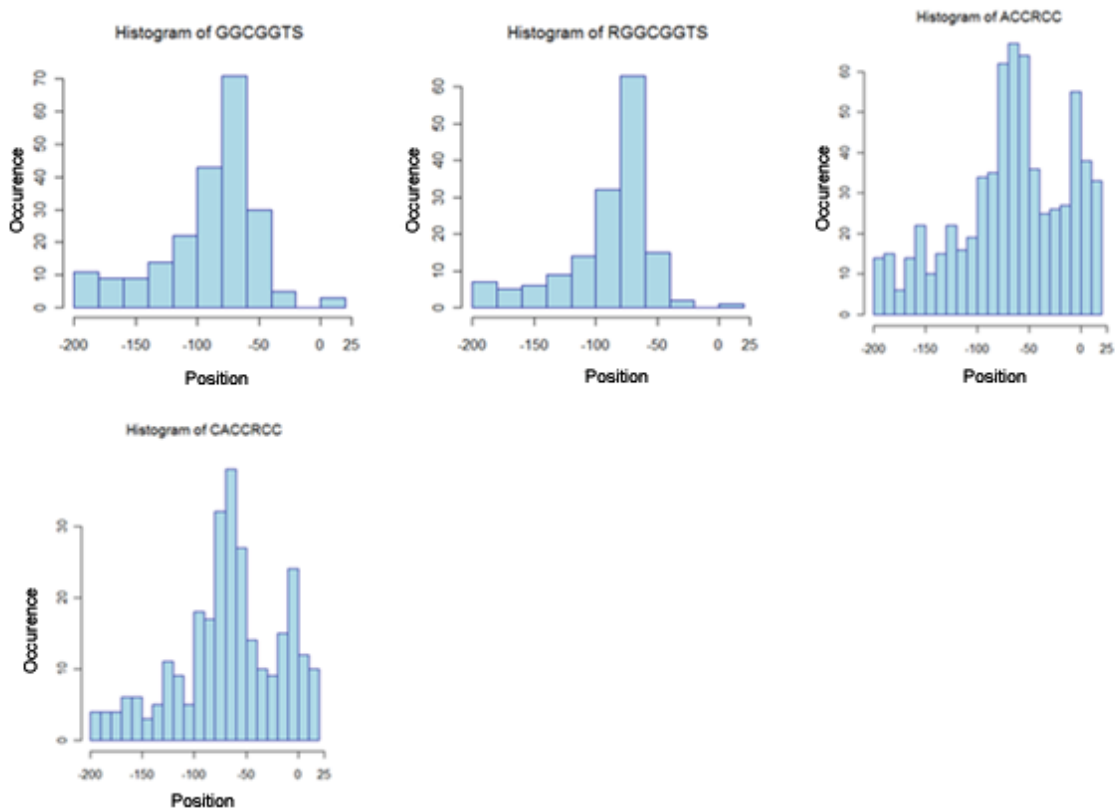 Histogram of GGCGGTS
Occurence
0 10 20 30 40 50 60 70
-200 -150 -100 -50 0 25
Position
Histogram of RGGCGGTS
Occurence
0 10 20 30 40 50 60
-200 -150 -100 -50 0 25
Position
Histogram of ACCRCC
Occurence
0 10 20 30 40 50 60
-200 -150 -100 -50 0 25
Position
Histogram of CACCRCC
Occurence
0 10 20 30
-200 -150 -100 -50 0 25
Position